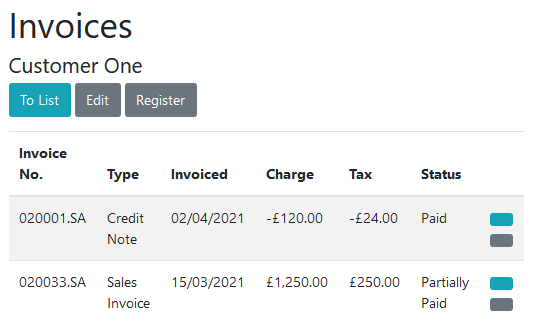 Invoices
Customer One
To List Edit Register
Invoice No. Type Invoiced Charge Tax Status
020001.SA Credit Note 02/04/2021 -£120.00 -£24.00 Paid
020033.SA Sales Invoice 15/03/2021 £1,250.00 £250.00 Partially Paid